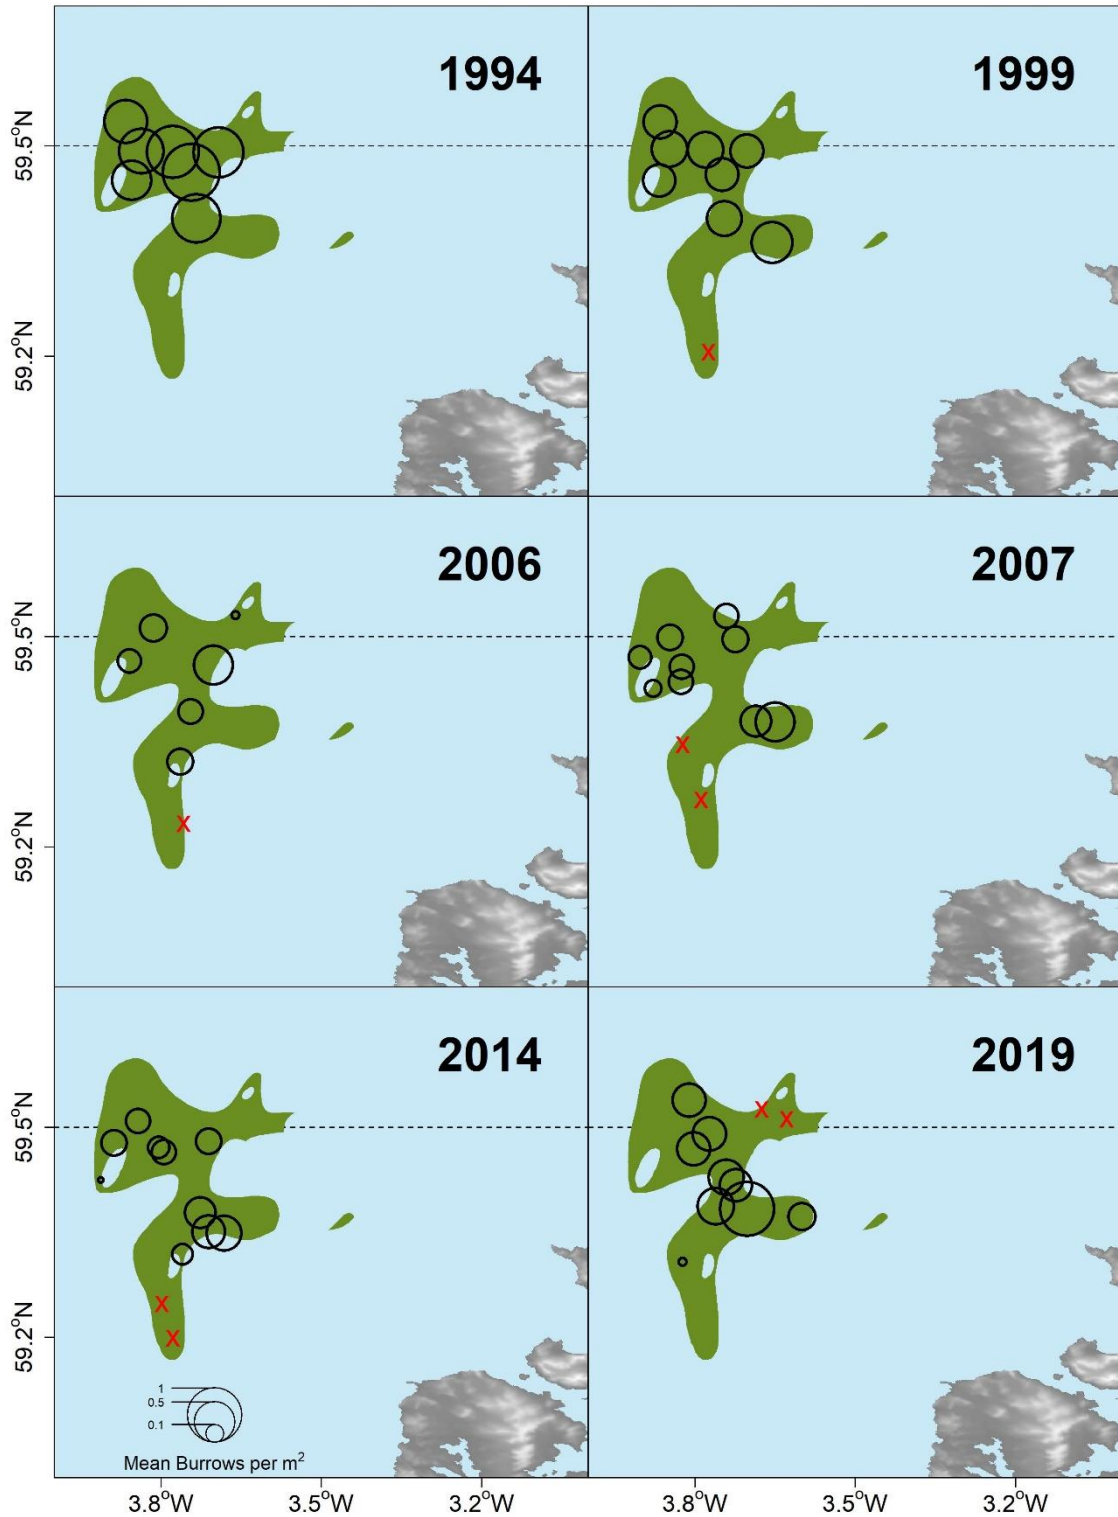 1994
1999
59.5°N
X
59.2°N
2006
2007
59.5°N
X
X
X
59.2°N
2014
2019
X
X
59.5°N
X
X
59.2°N
1
0.5
0.1
Mean Burrows per m²
3.8°W 3.5°W 3.2°W 3.8°W 3.5°W 3.2°W